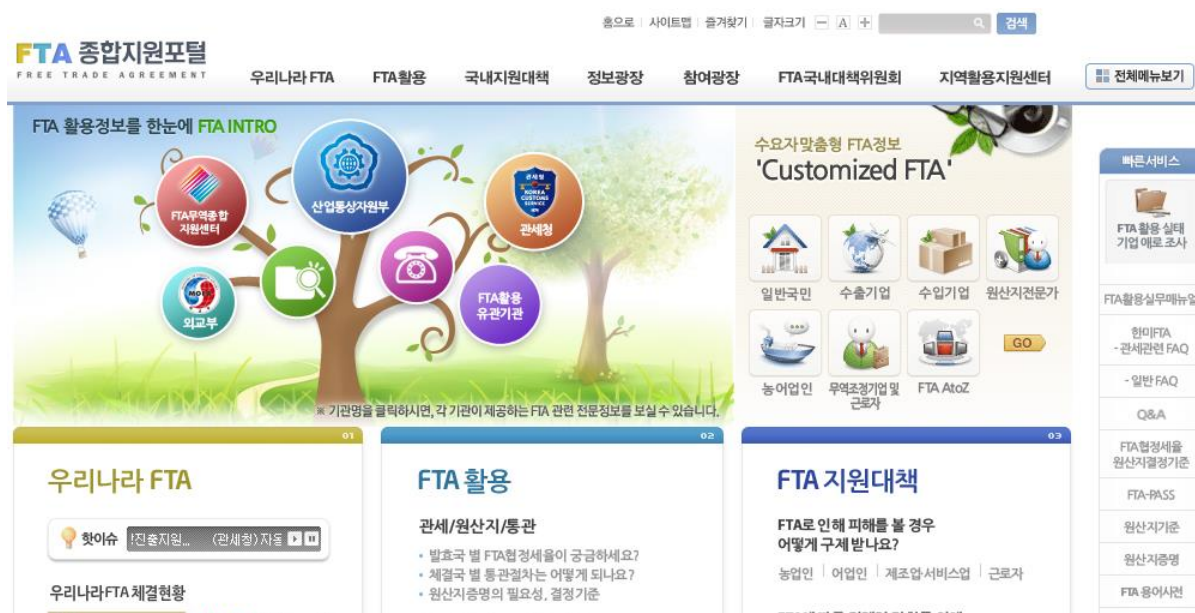 홈으로 사이트맵 즐겨찾기 글자크기 A 검색
FTA 종합지원포털
FREE TRADE AGREEMENT
우리나라 FTA FTA활용 국내지원대책 정보광장 참여광장 FTA국내대책위원회 지역활용지원센터 전체메뉴보기
FTA 활용정보를 한눈에 FTA INTRO
FTA무역종합
지원센터
산업통상자원부
관세청
KOREA
CUSTOMS
SERVICE
관세청
외교부
FTA활용
유관기관
※ 기관명을 클릭하시면, 각 기관이 제공하는 FTA 관련 전문정보를 보실 수 있습니다.
수요자 맞춤형 FTA정보
'Customized FTA'
일반국민 수출기업 수입기업 원산지전문가
농어업인 무역조정기업 및
근로자
FTA AtoZ
GO
빠른서비스
FTA 활용 실태
기업 애로 조사
FTA활용실무매뉴얼
한미FTA
- 관세관련 FAQ
- 일반 FAQ
Q&A
FTA협정세율
원산지결정기준
FTA-PASS
원산지기준
원산지증명
FTA 용어사전
01
우리나라 FTA
핫이슈 !진출지원,,, (관세청)자동
우리나라FTA 체결현황
02
FTA 활용
관세/원산지/통관
• 발효국 별 FTA협정세율이 궁금하세요?
• 체결국 별 통관절차는 어떻게 되나요?
• 원산지증명의 필요성, 결정기준
03
FTA 지원대책
FTA로 인해 피해를 볼 경우
어떻게 구제 받나요?
농업인 어업인 제조업·서비스업 근로자